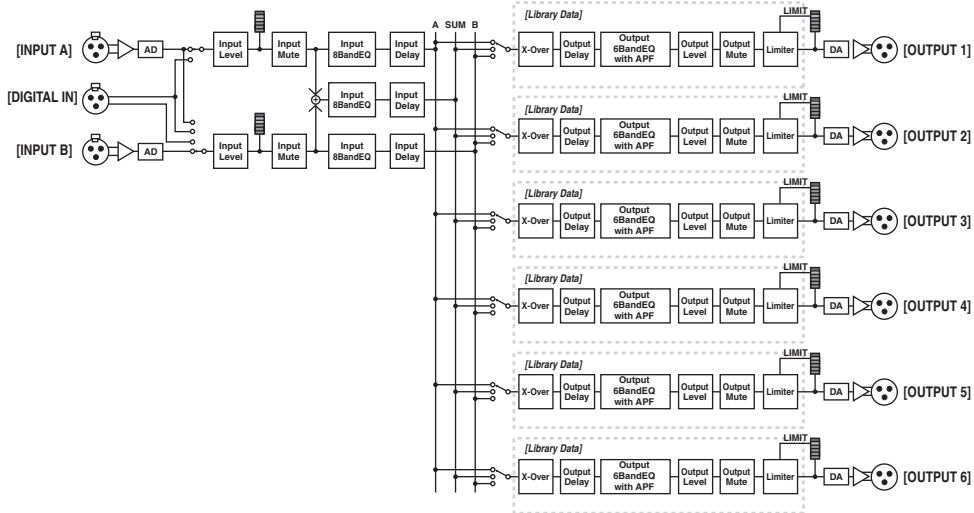 A SUM B
[INPUT A] AD Input Level Input Mute Input 8BandEQ Input Delay
[DIGITAL IN] Input 8BandEQ Input Delay
[INPUT B] AD Input Level Input Mute Input 8BandEQ Input Delay
[Library Data] LIMIT
X-Over Output Delay Output 6BandEQ with APF Output Level Output Mute Limiter DA [OUTPUT 1]
[Library Data] LIMIT
X-Over Output Delay Output 6BandEQ with APF Output Level Output Mute Limiter DA [OUTPUT 2]
[Library Data] LIMIT
X-Over Output Delay Output 6BandEQ with APF Output Level Output Mute Limiter DA [OUTPUT 3]
[Library Data] LIMIT
X-Over Output Delay Output 6BandEQ with APF Output Level Output Mute Limiter DA [OUTPUT 4]
[Library Data] LIMIT
X-Over Output Delay Output 6BandEQ with APF Output Level Output Mute Limiter DA [OUTPUT 5]
[Library Data] LIMIT
X-Over Output Delay Output 6BandEQ with APF Output Level Output Mute Limiter DA [OUTPUT 6]